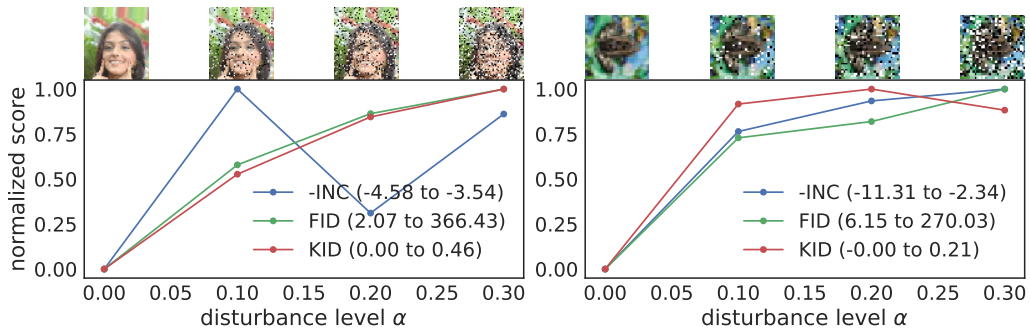 normalized score
1.00
0.75
0.50
0.25
0.00
-INC (-4.58 to -3.54)
FID (2.07 to 366.43)
KID (0.00 to 0.46)
0.00 0.05 0.10 0.15 0.20 0.25 0.30
disturbance level α
1.00
0.75
0.50
0.25
0.00
-INC (-11.31 to -2.34)
FID (6.15 to 270.03)
KID (-0.00 to 0.21)
0.00 0.05 0.10 0.15 0.20 0.25 0.30
disturbance level α